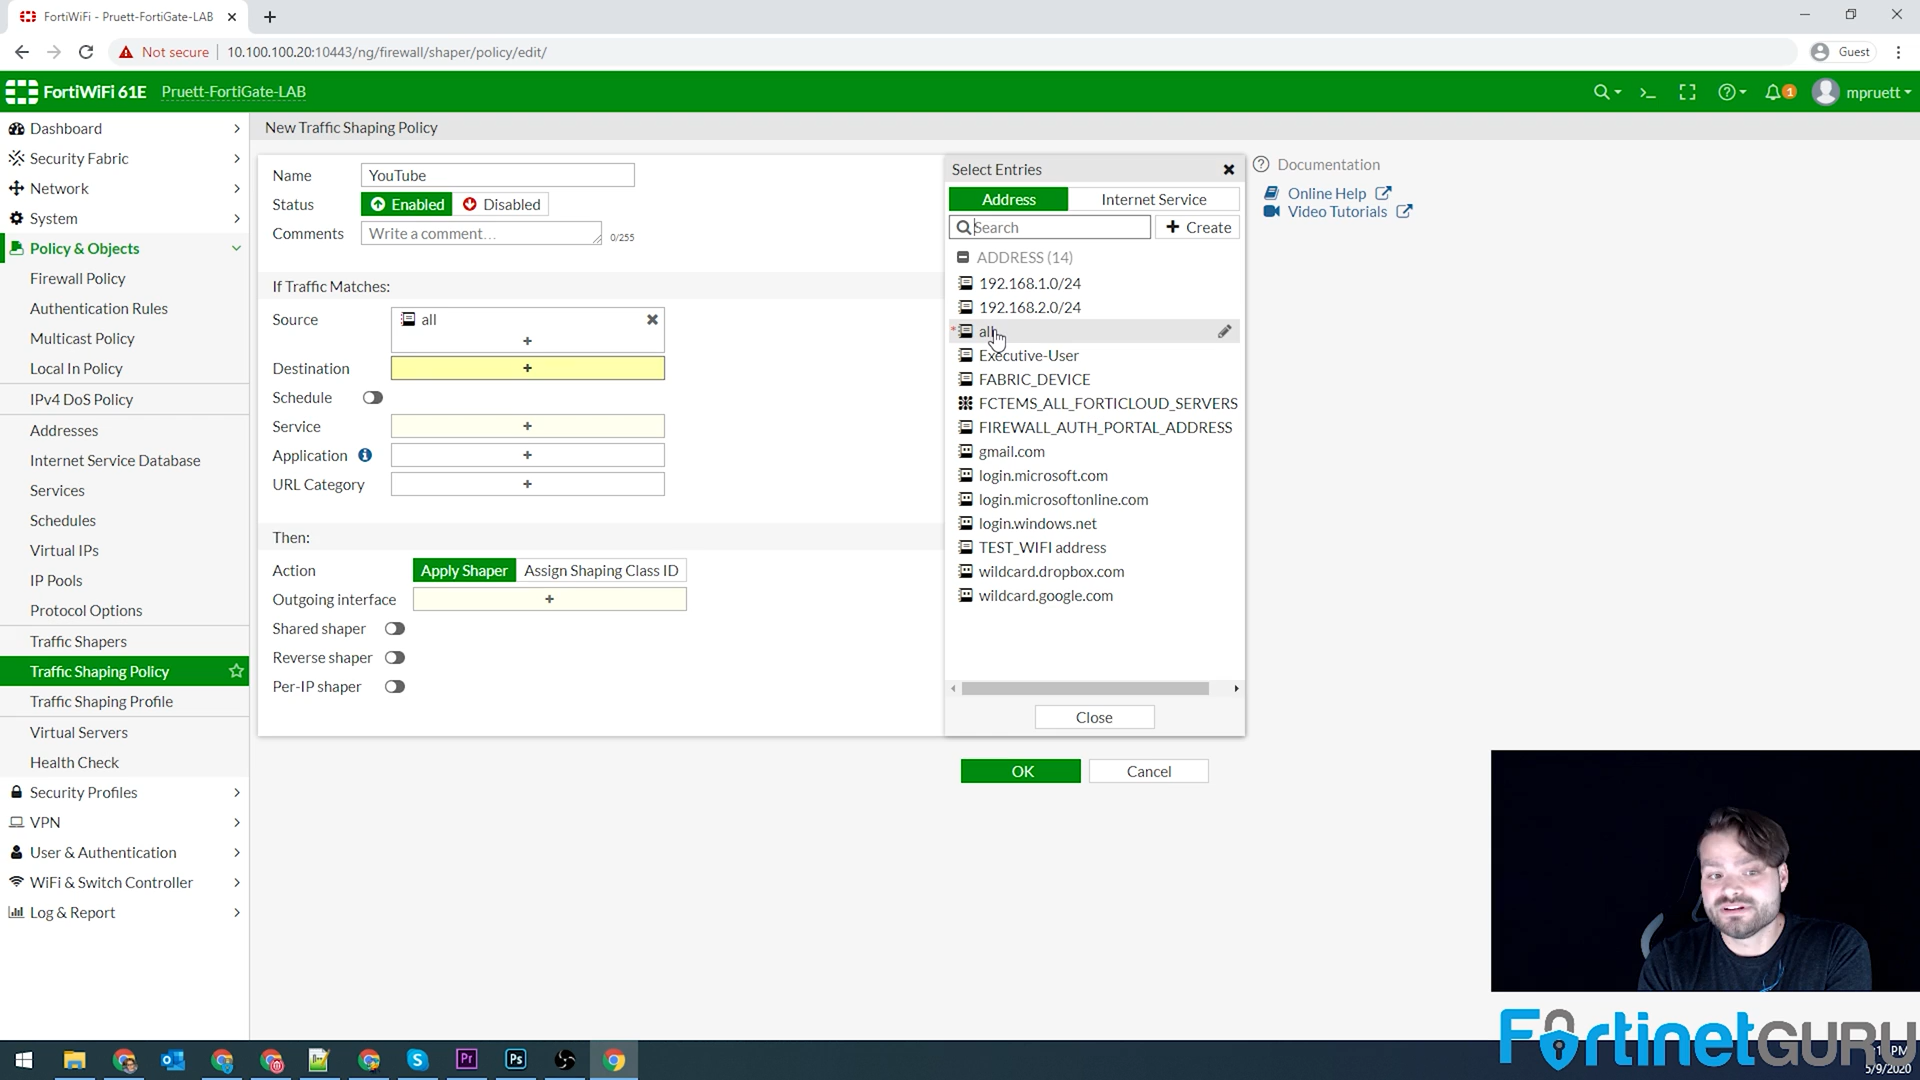 FortiWiFi - Pruett-FortiGate-LAB
Not secure
10.100.100.20:10443/ng/firewall/shaper/policy/edit/
Guest
FortiWiFi 61E
Pruett-FortiGate-LAB
1
mpruett
Dashboard
Security Fabric
Network
System
Policy & Objects
Firewall Policy
Authentication Rules
Multicast Policy
Local In Policy
IPv4 DoS Policy
Addresses
Internet Service Database
Services
Schedules
Virtual IPs
IP Pools
Protocol Options
Traffic Shapers
Traffic Shaping Policy
Traffic Shaping Profile
Virtual Servers
Health Check
Security Profiles
VPN
User & Authentication
WiFi & Switch Controller
Log & Report
New Traffic Shaping Policy
Name
YouTube
Status
Enabled
Disabled
Comments
Write a comment...
0/255
If Traffic Matches:
Source
all
Destination
Schedule
Service
Application
URL Category
Then:
Action
Apply Shaper
Assign Shaping Class ID
Outgoing interface
Shared shaper
Reverse shaper
Per-IP shaper
Select Entries
Address
Internet Service
Search
Create
ADDRESS (14)
192.168.1.0/24
192.168.2.0/24
all
Executive-User
FABRIC_DEVICE
FCTEMS_ALL_FORTICLOUD_SERVERS
FIREWALL_AUTH_PORTAL_ADDRESS
gmail.com
login.microsoft.com
login.microsoftonline.com
login.windows.net
TEST_WIFI address
wildcard.dropbox.com
wildcard.google.com
Close
OK
Cancel
Documentation
Online Help
Video Tutorials
FortinetGURU
Pr
Ps
PM
5/9/2020